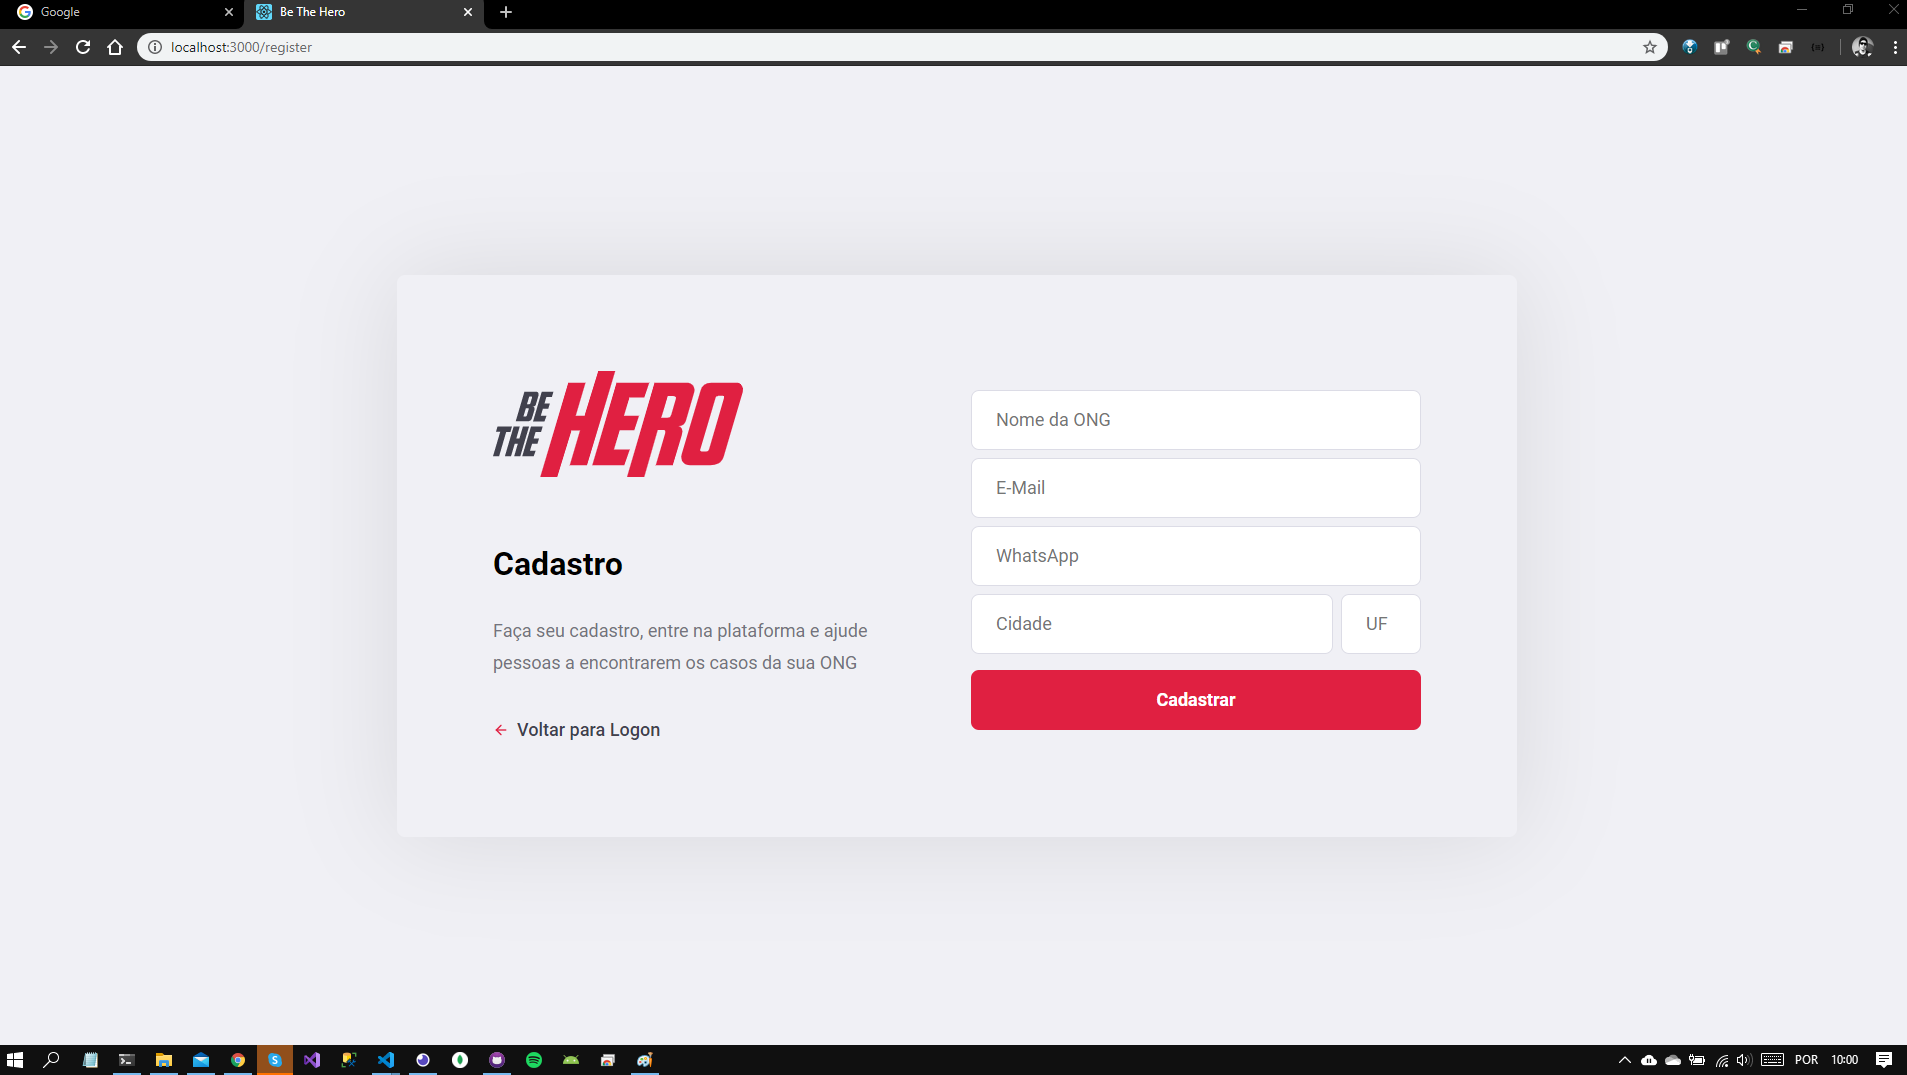 Google
Be The Hero
localhost:3000/register
BE
THE
HERO
Cadastro
Faça seu cadastro, entre na plataforma e ajude
pessoas a encontrarem os casos da sua ONG
Voltar para Logon
Nome da ONG
E-Mail
WhatsApp
Cidade
UF
Cadastrar
POR
10:00